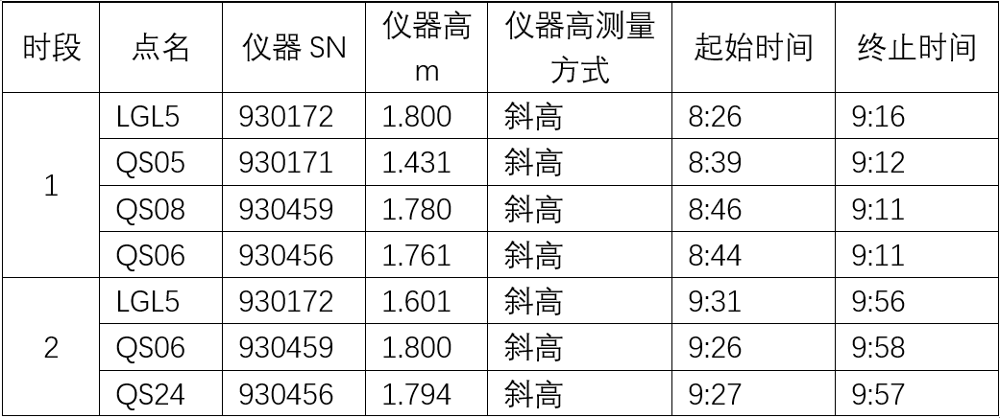 时段 点名 仪器 SN 仪器高 m 仪器高测量方式 起始时间 终止时间
1 LGL5 930172 1.800 斜高 8:26 9:16
QS05 930171 1.431 斜高 8:39 9:12
QS08 930459 1.780 斜高 8:46 9:11
QS06 930456 1.761 斜高 8:44 9:11
2 LGL5 930172 1.601 斜高 9:31 9:56
QS06 930459 1.800 斜高 9:26 9:58
QS24 930456 1.794 斜高 9:27 9:57